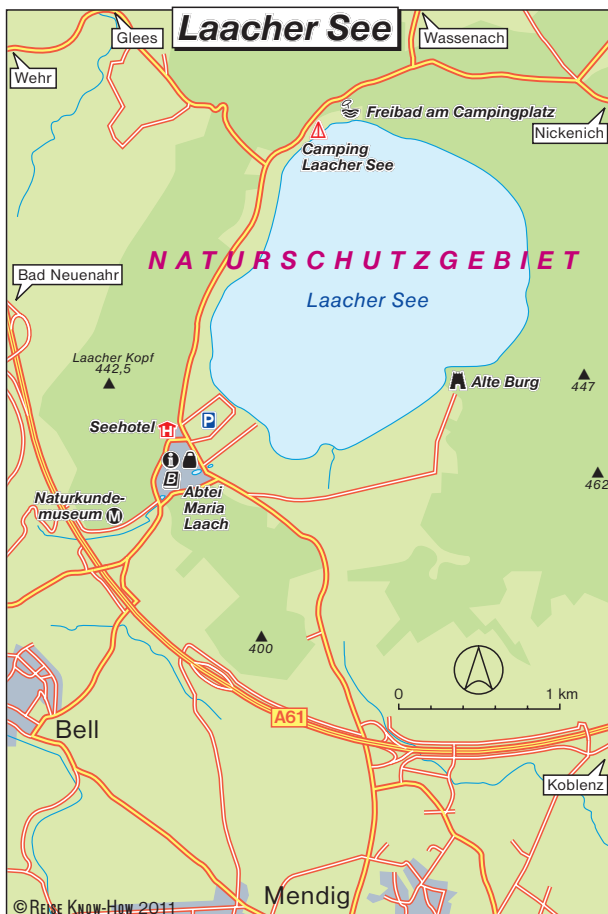 Laacher See
Glees
Wassenach
Wehr
Freibad am Campingplatz
Nickenich
Camping
Laacher See
NATURSCHUTZGEBIET
Bad Neuenahr
Laacher See
Laacher Kopf
442,5
Alte Burg
447
Seehotel
H
P
i
B
462
Abtei
Maria
Laach
Naturkunde-
museum
M
400
0
1 km
A61
Bell
Koblenz
Mendig
© REISE KNOW-HOW 2011